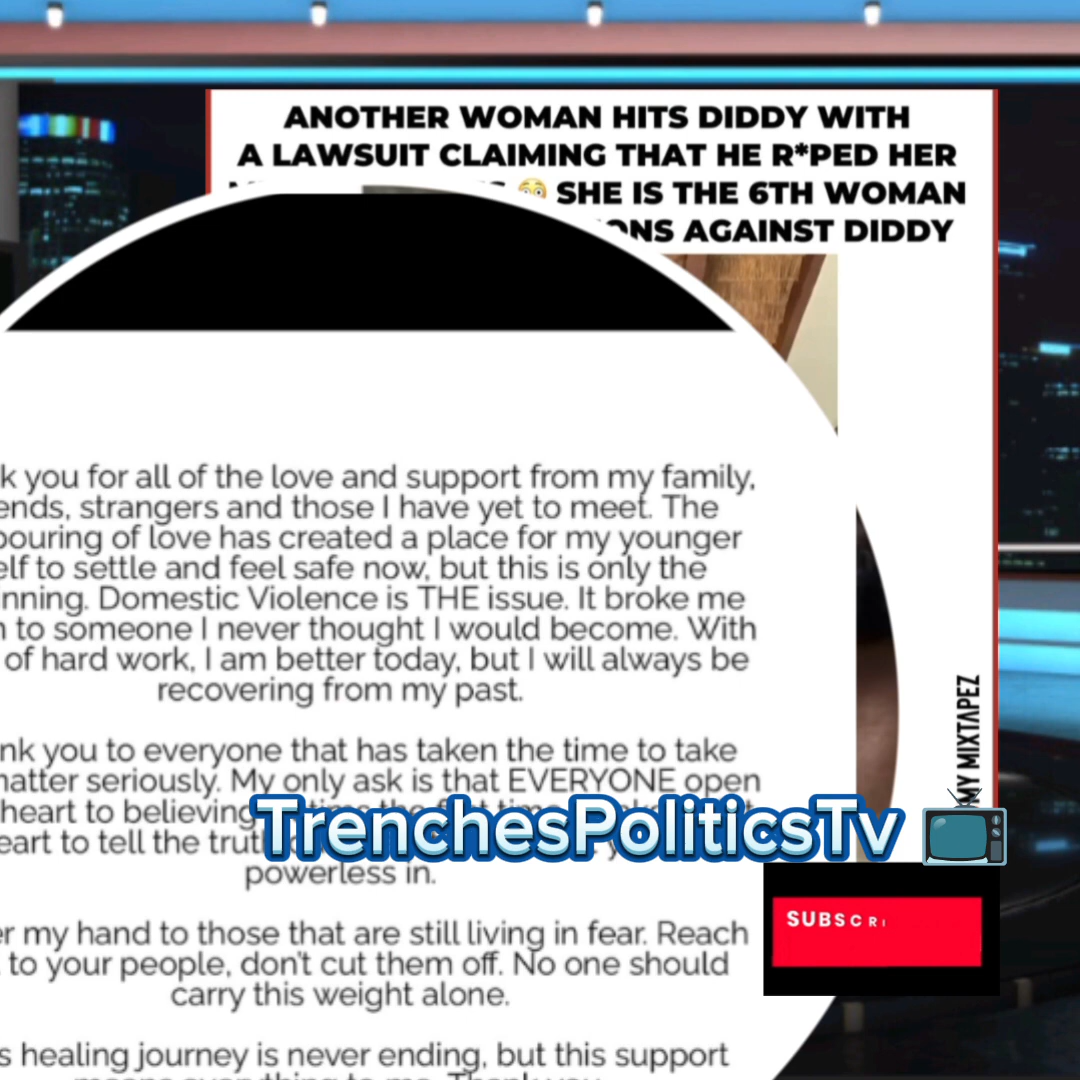 ANOTHER WOMAN HITS DIDDY WITH
A LAWSUIT CLAIMING THAT HE R*PED HER
😳 SHE IS THE 6TH WOMAN
ONS AGAINST DIDDY
k you for all of the love and support from my family,
ends, strangers and those I have yet to meet. The
pouring of love has created a place for my younger
elf to settle and feel safe now, but this is only the
nning. Domestic Violence is THE issue. It broke me
n to someone I never thought I would become. With
of hard work, I am better today, but I will always be
recovering from my past.
nk you to everyone that has taken the time to take
matter seriously. My only ask is that EVERYONE open
heart to believing
eart to tell the trut
powerless in.
TrenchesPoliticsTv
MY MIXTAPEZ
SUBSCRI
r my hand to those that are still living in fear. Reach
to your people, don't cut them off. No one should
carry this weight alone.
s healing journey is never ending, but this support